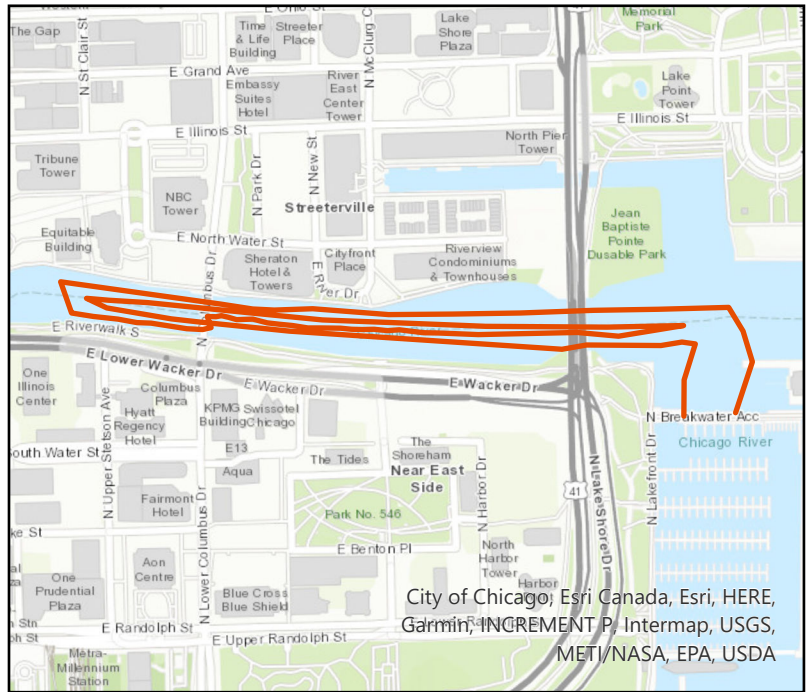 E Ohio St
Memorial
Park
The Gap
N St Clair St
Time
& Life
Building
Streeter
Place
N McClurg C
Lake
Shore
Plaza
E Grand Ave
Embassy
Suites
Hotel
River
East
Center
Tower
Lake
Point
Tower
E Illinois St
E Illinois St
North Pier
Tower
Tribune
Tower
NBC
Tower
N Park Dr
N New St
Streeterville
Jean
Baptiste
Pointe
Dusable Park
Equitable
Building
E North Water St
Sheraton
Hotel &
Towers
Cityfront
Place
E River Dr
Riverview
Condominiums
& Townhouses
E Riverwalk S
E Lower Wacker Dr
E Wacker Dr
E Wacker Dr
One
Illinois
Center
Columbus
Plaza
Hyatt
Regency
Hotel
KPMG
Building
Swissotel
Chicago
N Breakwater Acc
Chicago River
N Upper Stetson Ave
outh Water St
E13
Aqua
The Tides
The
Shoreham
Near East
Side
N Harbor Dr
N Lakefront Dr
N Lake Shore Dr
41
Fairmont
Hotel
N Lower Columbus Dr
Park No. 546
ke St
E Benton Pl
Aon
Centre
One
Prudential
Plaza
North
Harbor
Tower
Harbor
Blue Cross
Blue Shield
E Randolph St
E Upper Randolph St
Metra-
Millennium
Station
City of Chicago, Esri Canada, Esri, HERE,
Garmin, INCREMENT P, Intermap, USGS,
METI/NASA, EPA, USDA